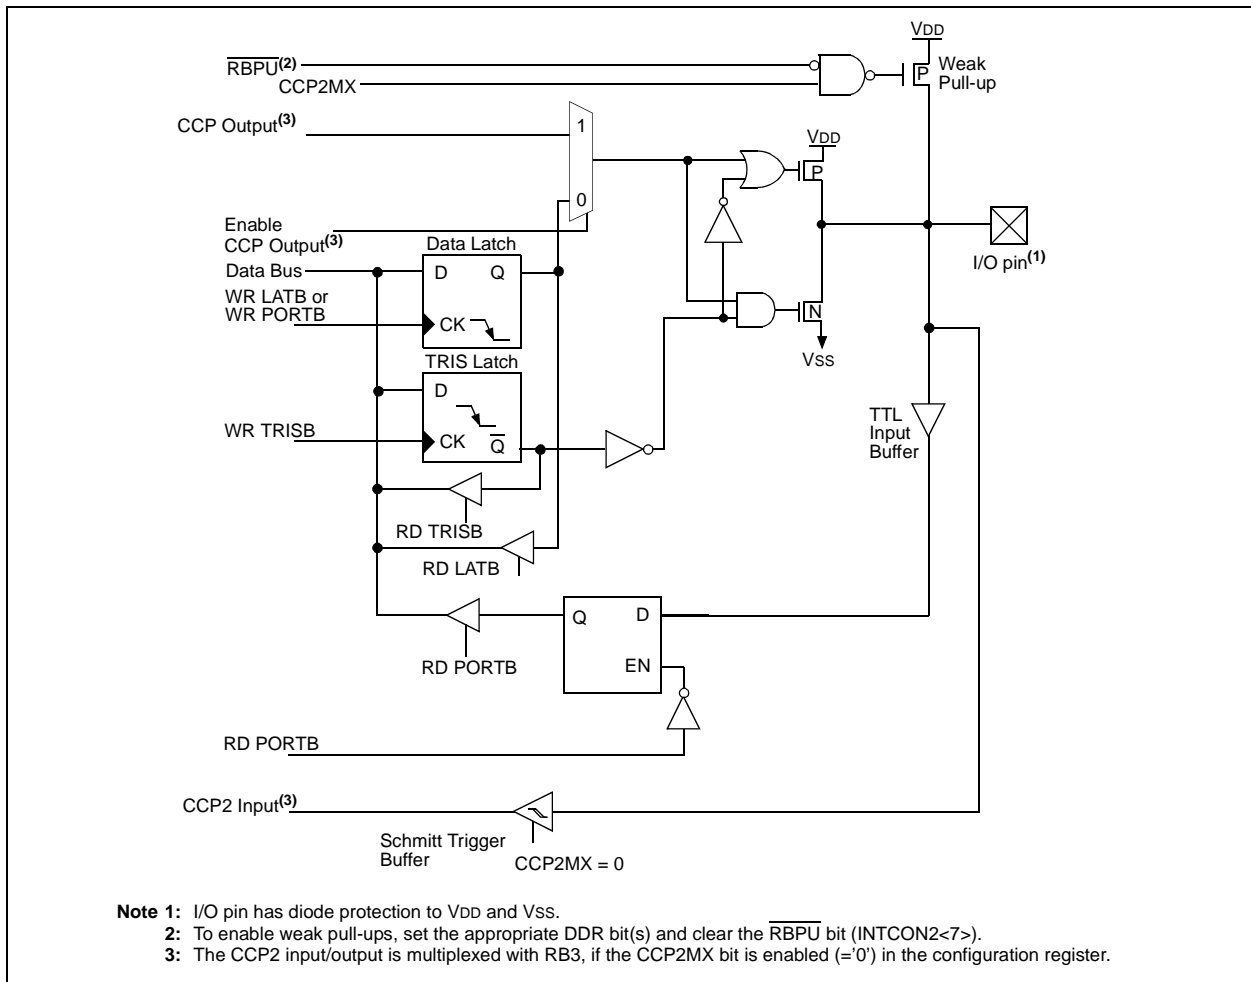 VDD
RBPU(2)
CCP2MX
P
Weak
Pull-up
CCP Output(3)
1
VDD
P
0
Enable
CCP Output(3)
I/O pin(1)
Data Latch
Data Bus
D Q
WR LATB or
WR PORTB
CK
N
VSS
TRIS Latch
D
WR TRISB
CK Q
TTL
Input
Buffer
RD TRISB
RD LATB
Q D
EN
RD PORTB
RD PORTB
CCP2 Input(3)
Schmitt Trigger
Buffer
CCP2MX = 0
Note 1: I/O pin has diode protection to VDD and VSS.
2: To enable weak pull-ups, set the appropriate DDR bit(s) and clear the RBPU bit (INTCON2<7>).
3: The CCP2 input/output is multiplexed with RB3, if the CCP2MX bit is enabled (='0') in the configuration register.